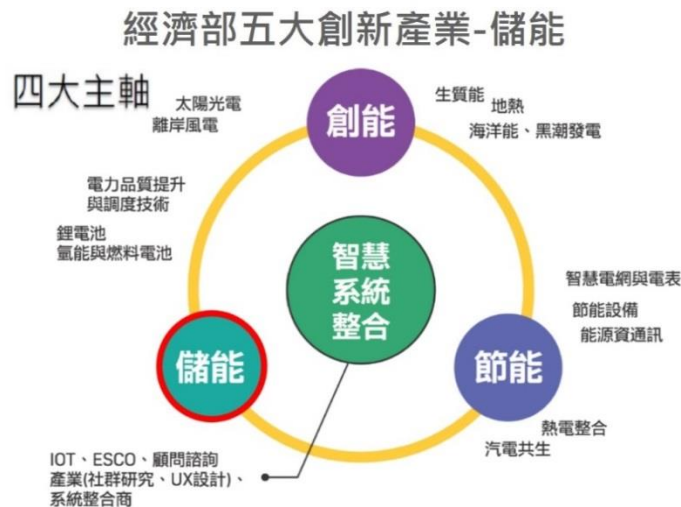 經濟部五大創新產業-儲能
四大主軸
太陽光電
離岸風電
創能
生質能
地熱
海洋能、黑潮發電
電力品質提升
與調度技術
鋰電池
氫能與燃料電池
智慧
系統
整合
智慧電網與電表
節能設備
能源資通訊
儲能
節能
熱電整合
汽電共生
IOT、ESCO、顧問諮詢
產業(社群研究、UX設計)、
系統整合商